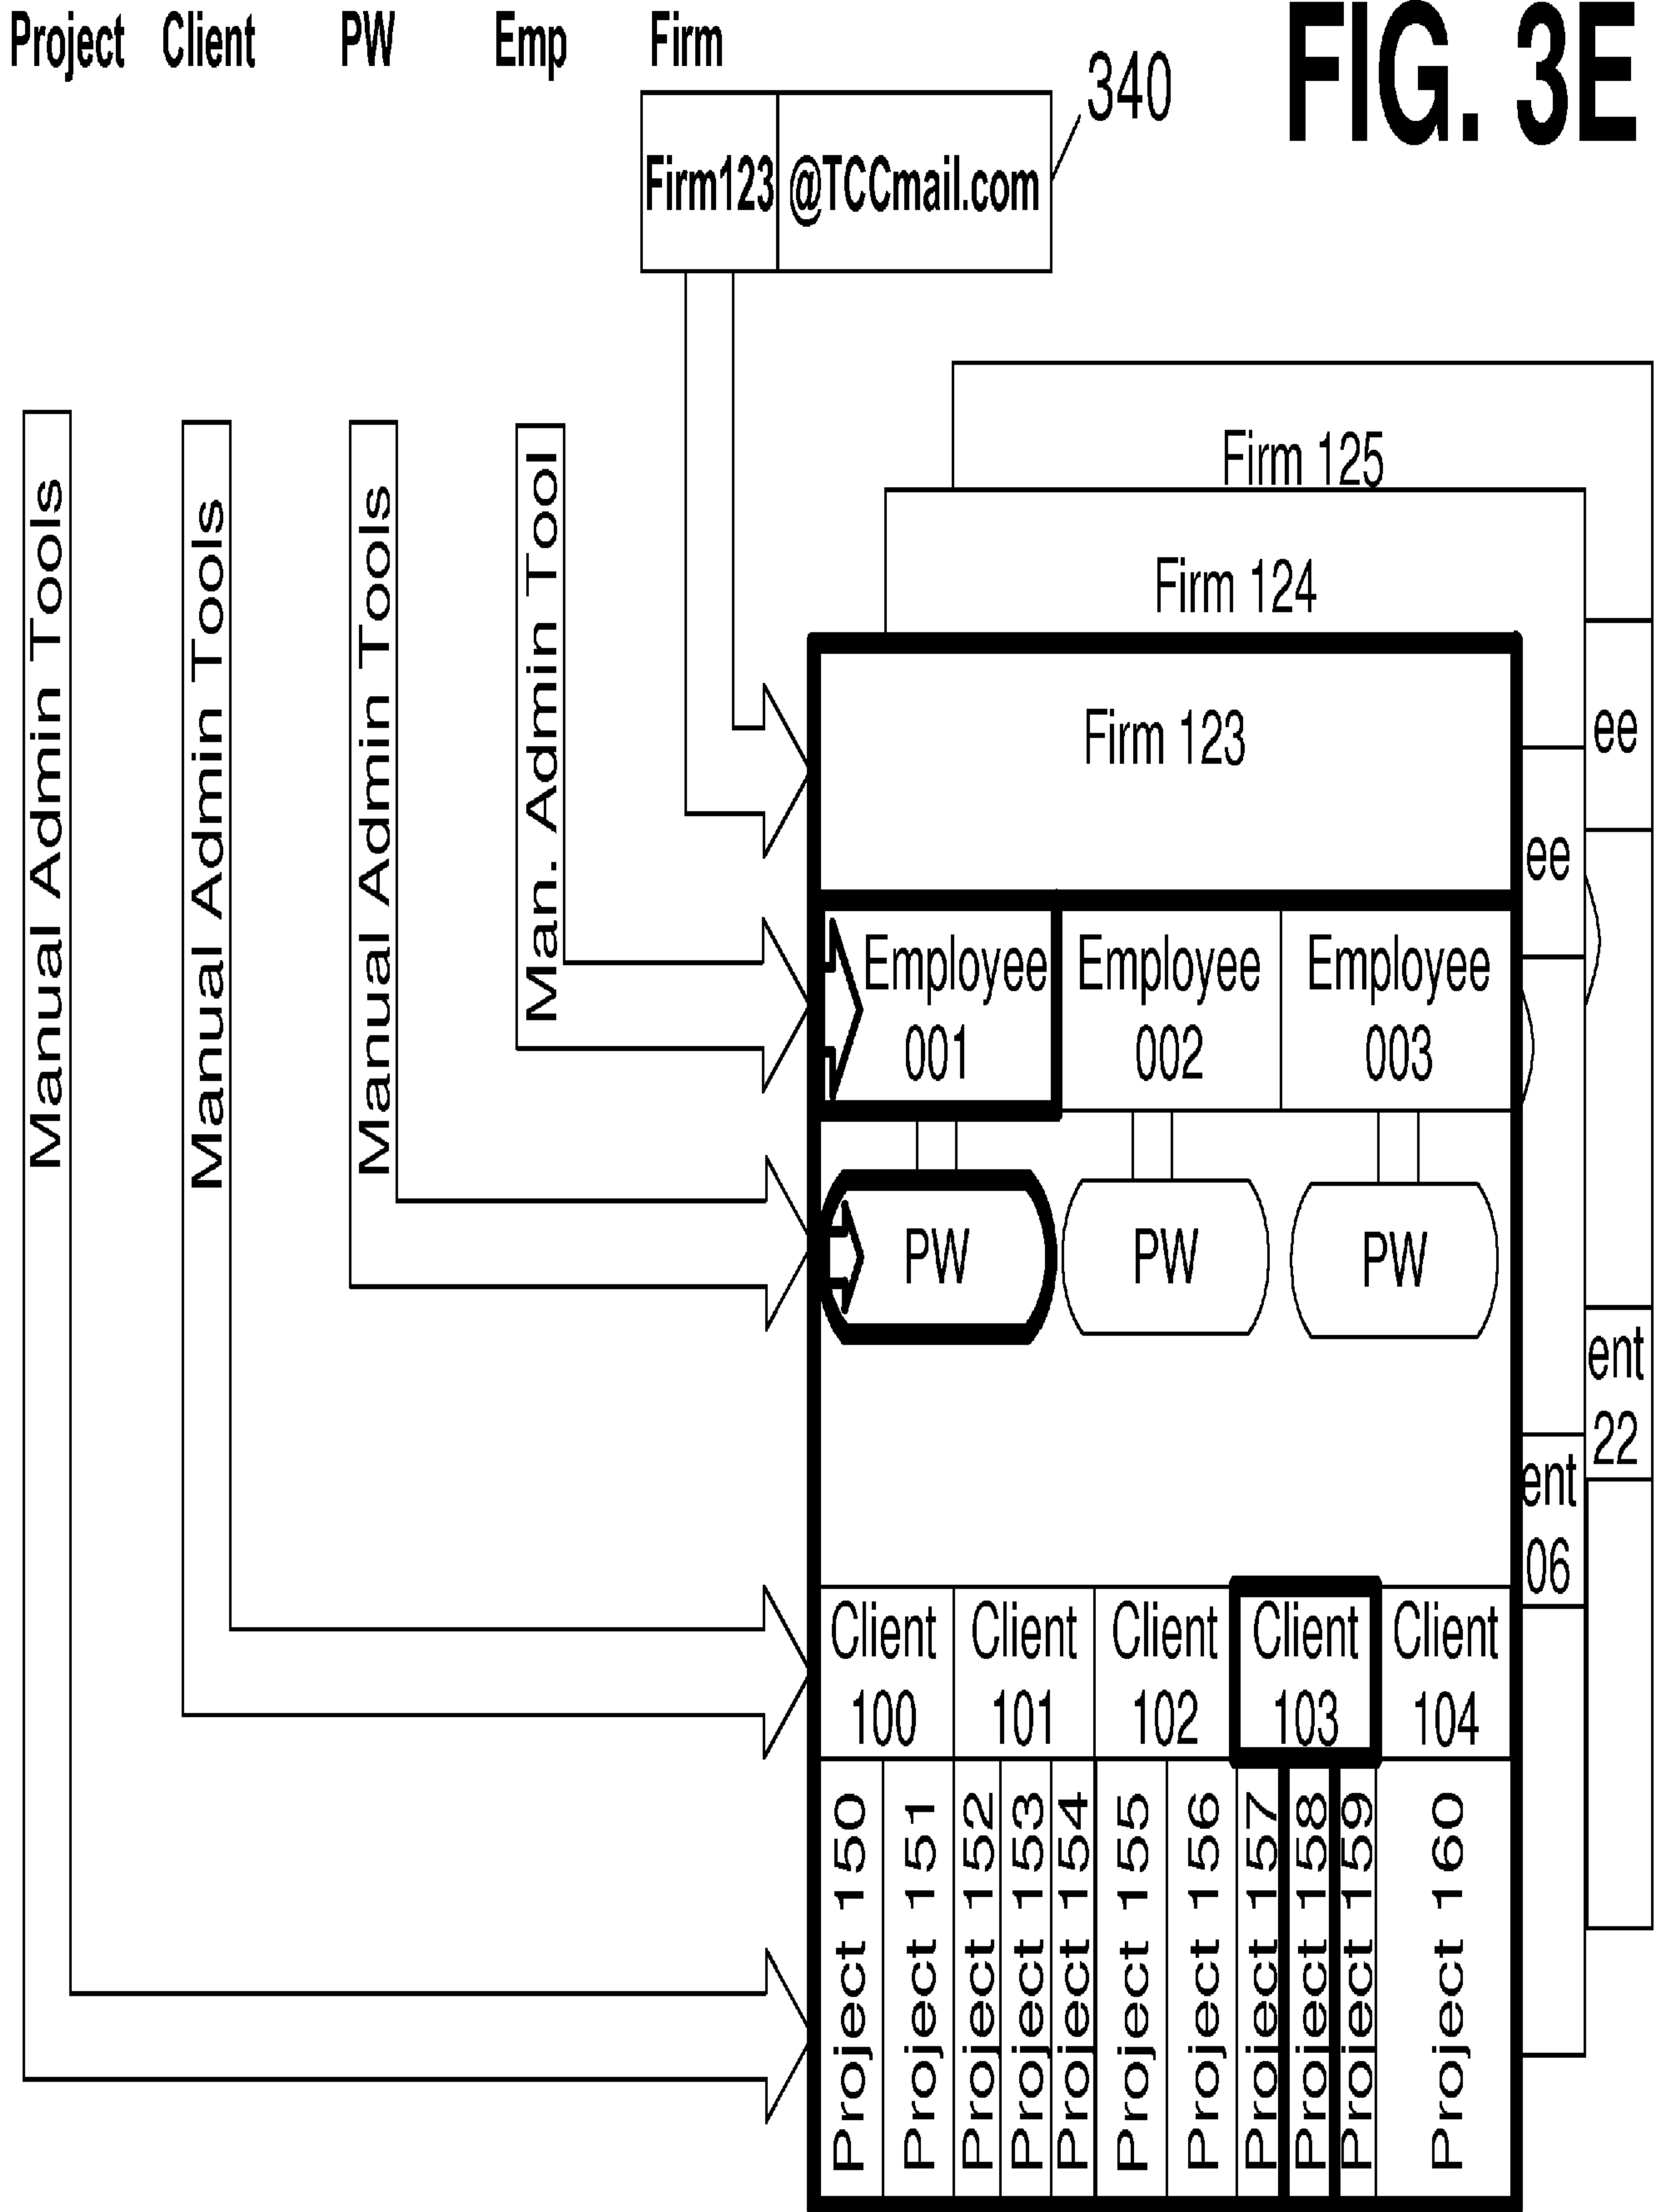 Project Client PW Emp Firm
FIG. 3E
340
Firm123 @TCCmail.com
Manual Admin Tools
Manual Admin Tools
Manual Admin Tools
Man. Admin Tool
Firm 125
Firm 124
Firm 123
ee
ee
Employee
001
Employee
002
Employee
003
PW
PW
PW
ent
22
ent
06
Client
100
Client
101
Client
102
Client
103
Client
104
Project 150
Project 151
Project 152
Project 153
Project 154
Project 155
Project 156
Project 157
Project 158
Project 159
Project 160